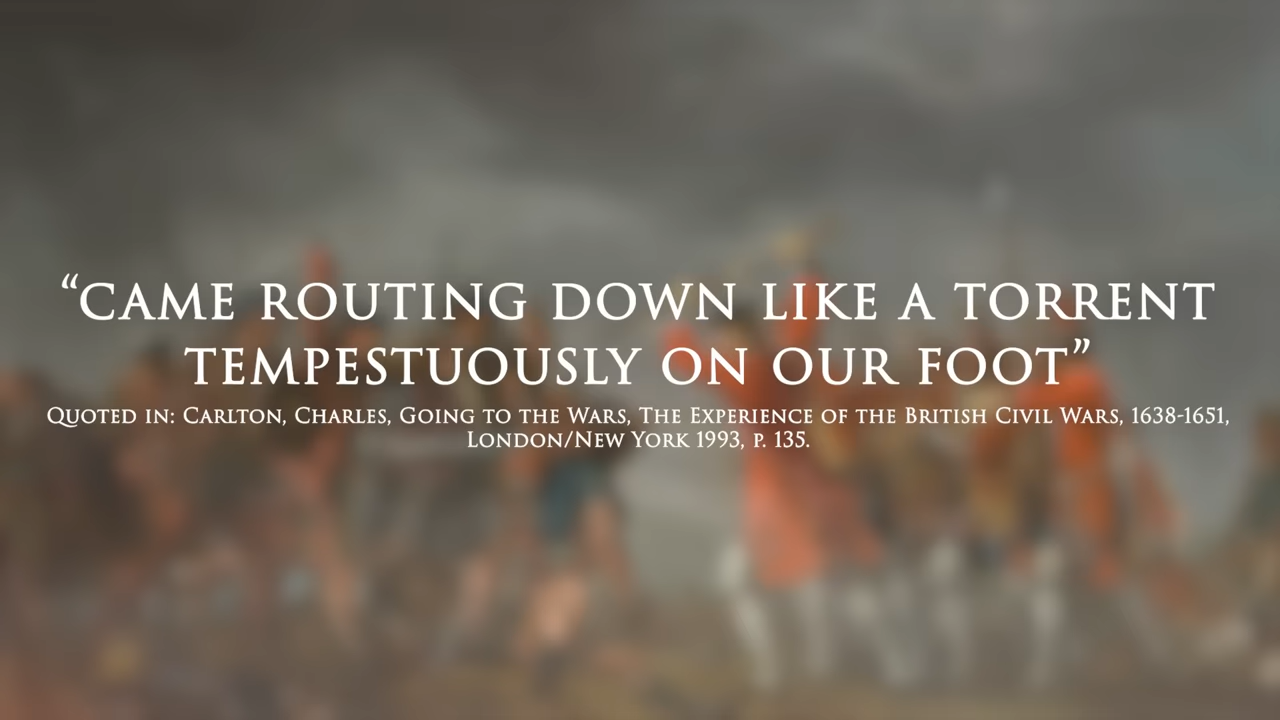 “CAME ROUTING DOWN LIKE A TORRENT
TEMPESTUOUSLY ON OUR FOOT”
QUOTED IN: CARLTON, CHARLES, GOING TO THE WARS, THE EXPERIENCE OF THE BRITISH CIVIL WARS, 1638-1651,
LONDON/NEW YORK 1993, P. 135.